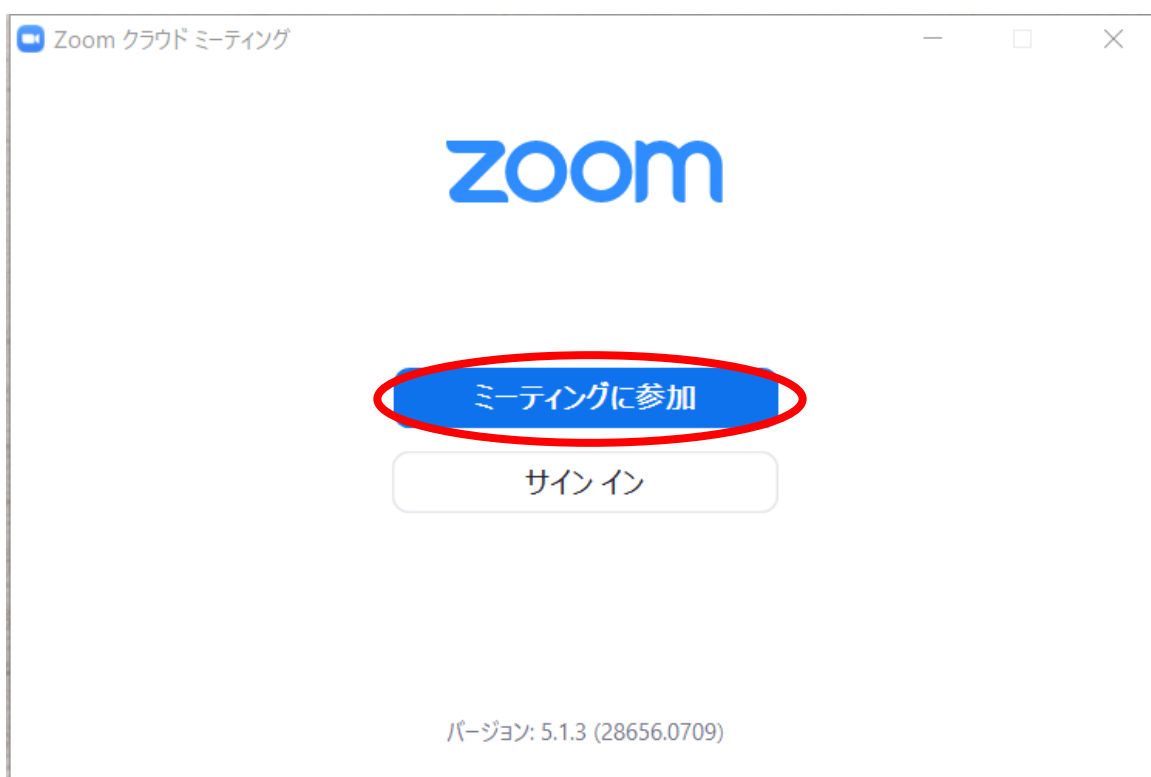 Zoom クラウド ミーティング
zoom
ミーティングに参加
サイン イン
バージョン: 5.1.3 (28656.0709)